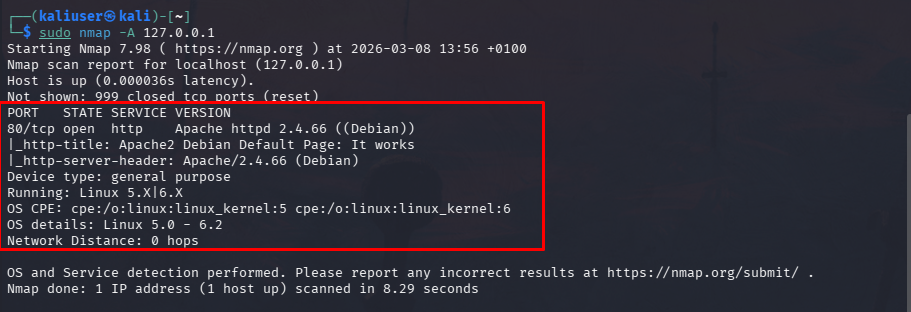 ┌──(kaliuser㉿kali)-[~]
└─$ sudo nmap -A 127.0.0.1
Starting Nmap 7.98 ( https://nmap.org ) at 2026-03-08 13:56 +0100
Nmap scan report for localhost (127.0.0.1)
Host is up (0.000036s latency).
Not shown: 999 closed tcp ports (reset)
PORT   STATE SERVICE VERSION
80/tcp open  http    Apache httpd 2.4.66 ((Debian))
|_http-title: Apache2 Debian Default Page: It works
|_http-server-header: Apache/2.4.66 (Debian)
Device type: general purpose
Running: Linux 5.X|6.X
OS CPE: cpe:/o:linux:linux_kernel:5 cpe:/o:linux:linux_kernel:6
OS details: Linux 5.0 - 6.2
Network Distance: 0 hops
OS and Service detection performed. Please report any incorrect results at https://nmap.org/submit/ .
Nmap done: 1 IP address (1 host up) scanned in 8.29 seconds